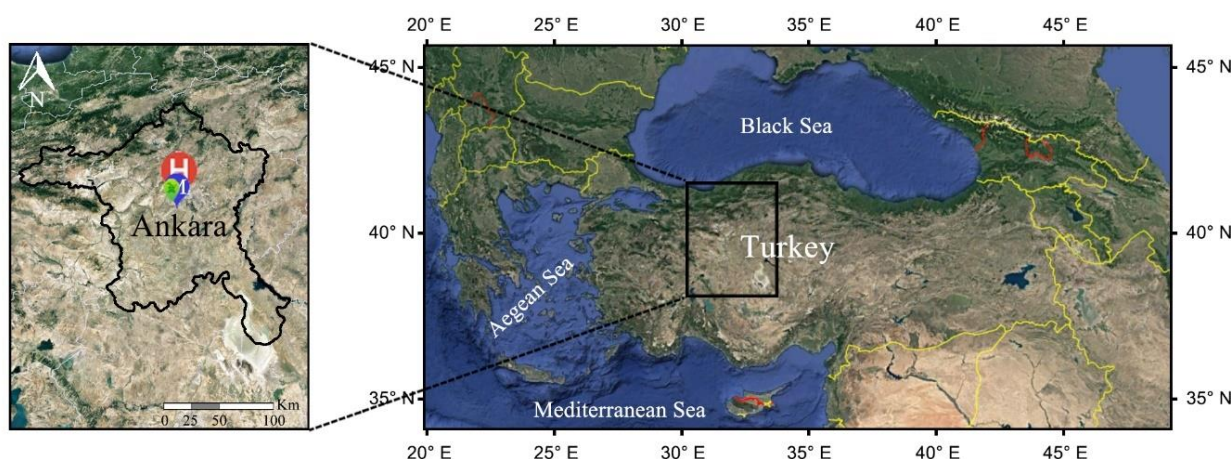 20° E 25° E 30° E 35° E 40° E 45° E
N
H
M
Ankara
Km
0 25 50 100
45° N 45° N
Black Sea
40° N 40° N
Turkey
Aegean Sea
35° N 35° N
Mediterranean Sea
20° E 25° E 30° E 35° E 40° E 45° E